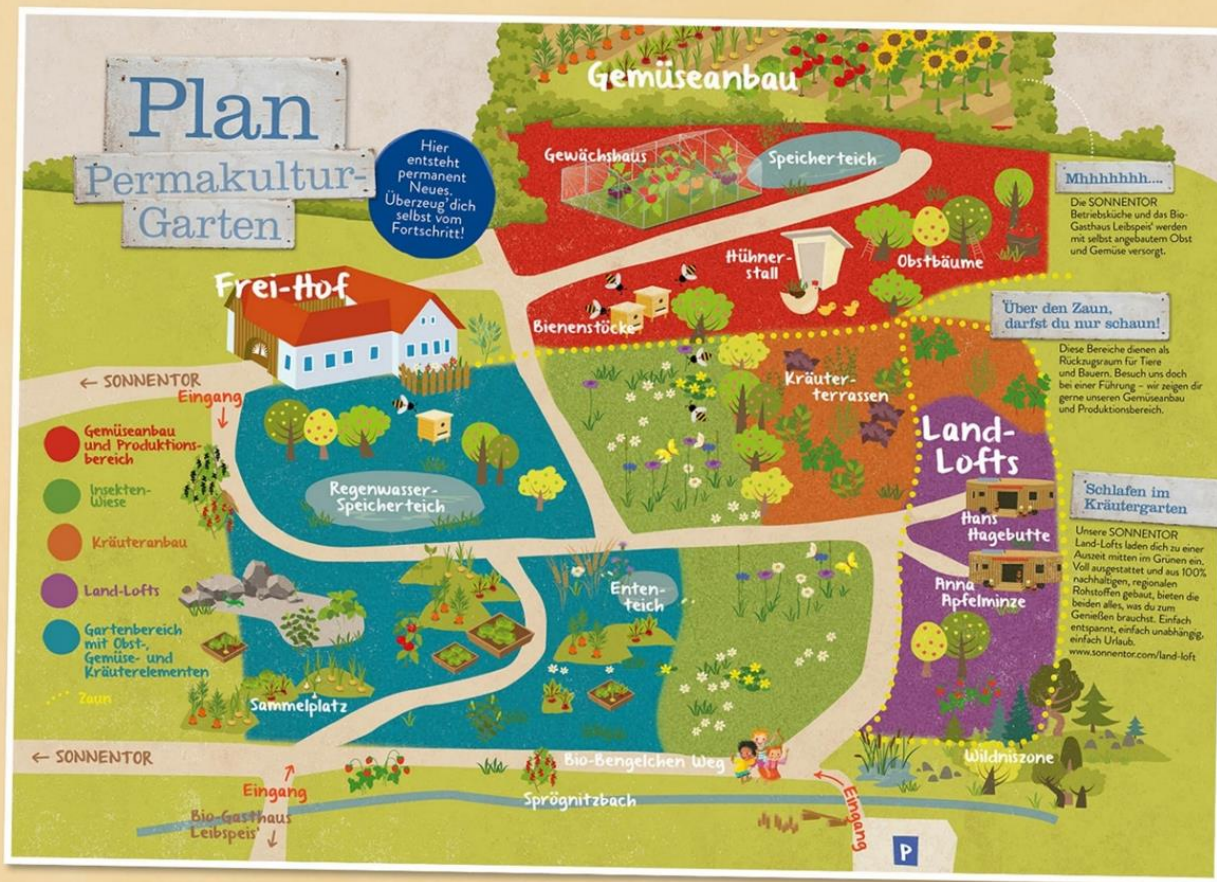 Plan
Permakultur-
Garten
Hier
entsteht
permanent
Neues.
Überzeug' dich
selbst vom
Fortschritt!
Gemüseanbau
Gewächshaus
Speicherteich
Mhhhhhhh....
Die SONNENTOR
Betriebsküche und das Bio-
Gasthaus Leibspeis' werden
mit selbst angebautem Obst
und Gemüse versorgt.
Hühner-
stall
Obstbäume
Bienenstöcke
Frei-Hof
Über den Zaun,
darfst du nur schaun!
Diese Bereiche dienen als
Rückzugsraum für Tiere
und Bauern. Besuch uns doch
bei einer Führung – wir zeigen dir
gerne unseren Gemüseanbau
und Produktionsbereich.
← SONNENTOR
Eingang
Kräuter-
terrassen
Land-
Lofts
Gemüseanbau
und Produktions-
bereich
Insekten-
Wiese
Kräuteranbau
Land-Lofts
Gartenbereich
mit Obst-,
Gemüse- und
Kräuterelementen
Zaun
Regenwasser-
Speicherteich
Hans
Hagebutte
Anna
Apfelminze
Schlafen im
Kräutergarten
Unsere SONNENTOR
Land-Lofts laden dich zu einer
Auszeit mitten im Grünen ein.
Voll ausgestattet und aus 100%
nachhaltigen, regionalen
Rohstoffen gebaut, bieten die
beiden alles, was du zum
Genießen brauchst. Einfach
entspannt, einfach unabhängig,
einfach Urlaub.
www.sonnentor.com/land-loft
Enten-
teich
Sammelplatz
← SONNENTOR
Bio-Bengelchen Weg
Wildniszone
Eingang
Sprögnitzbach
Bio-Gasthaus
Leibspeis'
Eingang
P